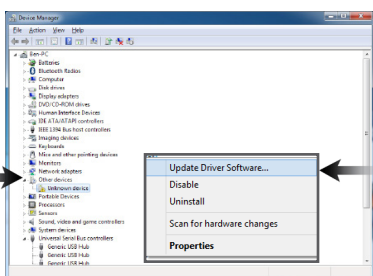 Device Manager
File Action View Help
Ben-PC
Batteries
Bluetooth Radios
Computer
Disk drives
Display adapters
DVD/CD-ROM drives
Human Interface Devices
IDE ATA/ATAPI controllers
IEEE 1394 Bus host controllers
Imaging devices
Keyboards
Mice and other pointing devices
Monitors
Network adapters
Other devices
Unknown device
Portable Devices
Processors
Sensors
Sound, video and game controllers
System devices
Universal Serial Bus controllers
Generic USB Hub
Generic USB Hub
Generic USB Hub
Update Driver Software...
Disable
Uninstall
Scan for hardware changes
Properties